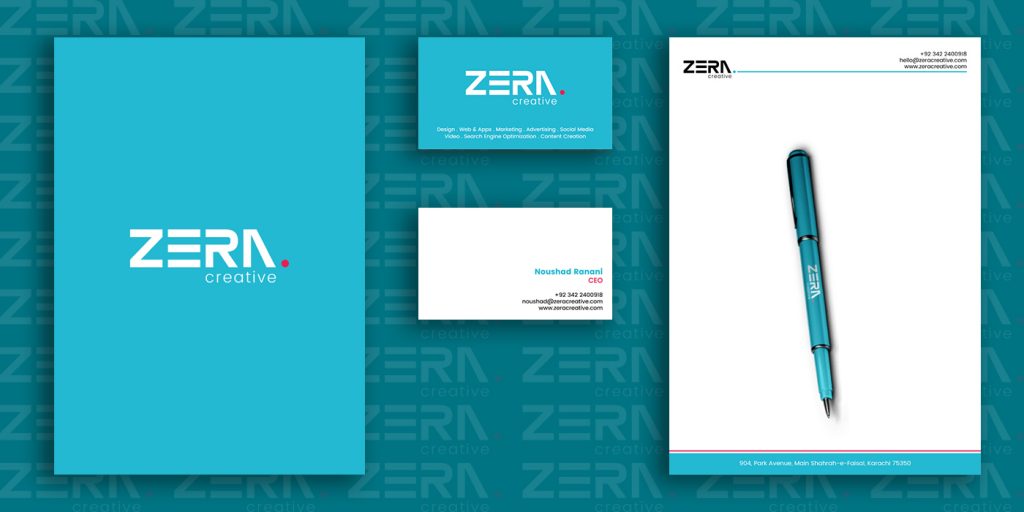 ZERA.
creative
ZERA.
creative
Design . Web & Apps . Marketing . Advertising . Social Media
Video . Search Engine Optimization . Content Creation
Noushad Ranani
CEO
+92 342 2400918
noushad@zeracreative.com
www.zeracreative.com
ZERA.
creative
+92 342 2400918
hello@zeracreative.com
www.zeracreative.com
ZERA
904, Park Avenue, Main Shahrah-e-Faisal, Karachi 75350